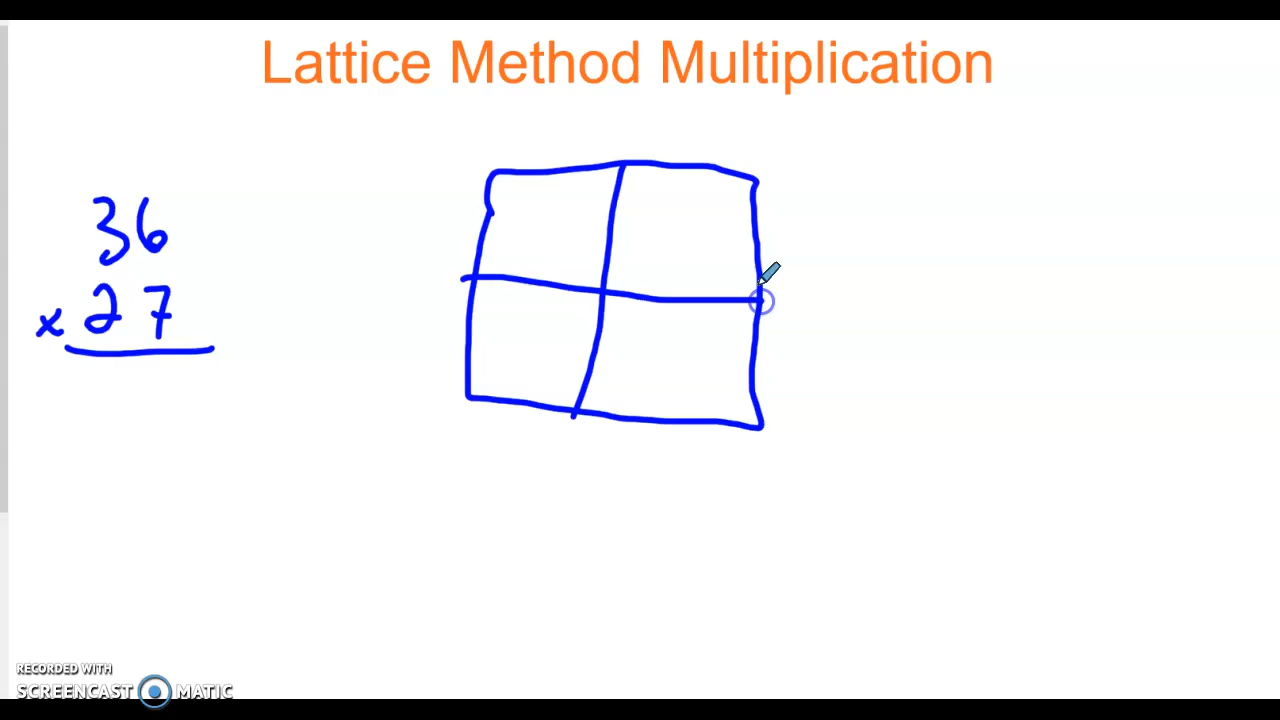 Lattice Method Multiplication
36
x 27
RECORDED WITH
SCREENCAST MATIC